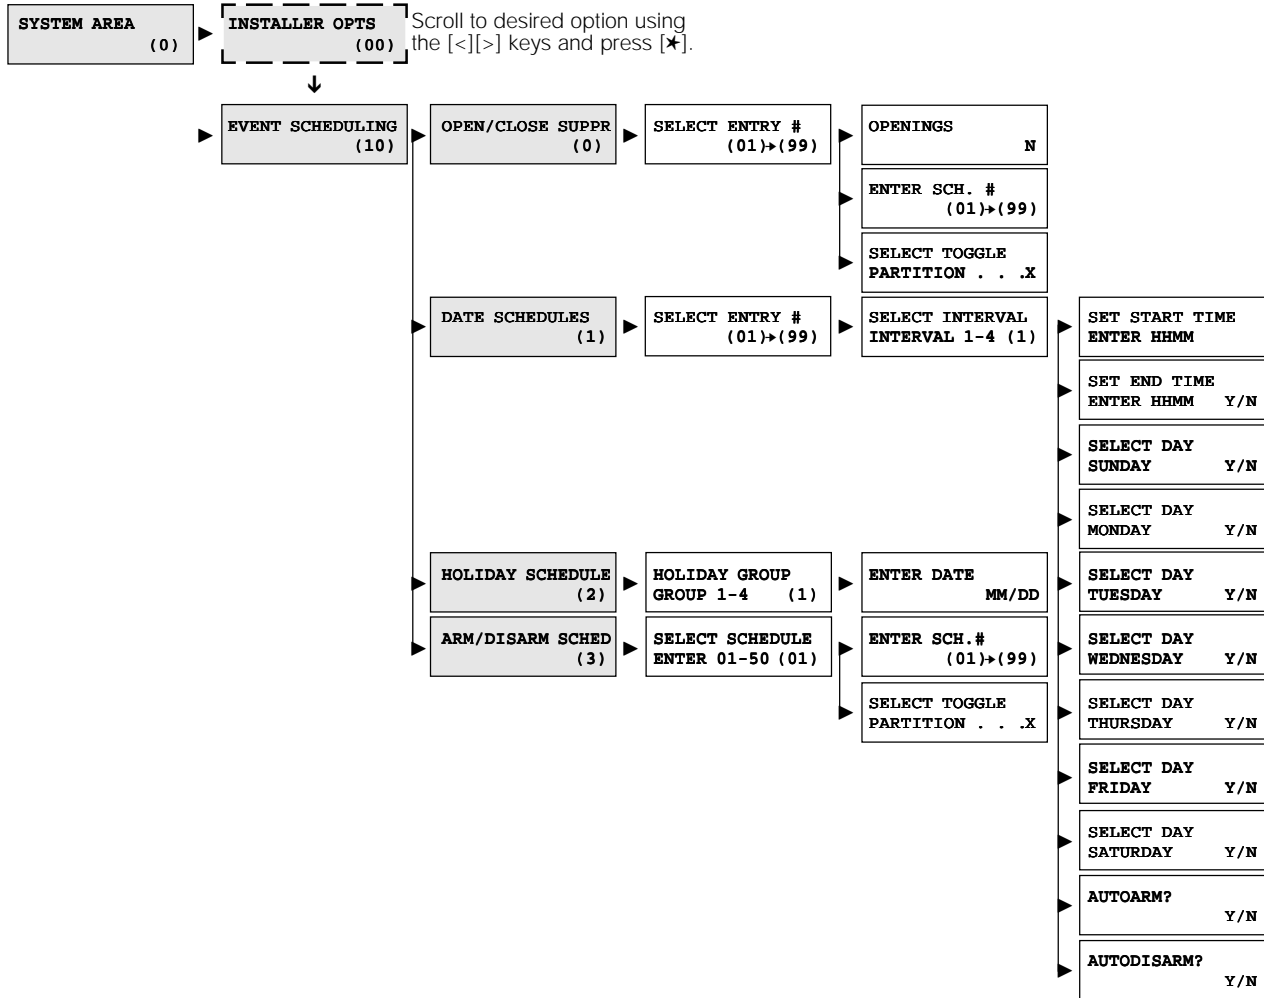 SYSTEM AREA
(0)
INSTALLER OPTS
(00)
Scroll to desired option using
the [<][>] keys and press [★].
EVENT SCHEDULING
(10)
OPEN/CLOSE SUPPR
(0)
SELECT ENTRY #
(01)→(99)
OPENINGS
N
ENTER SCH. #
(01)→(99)
SELECT TOGGLE
PARTITION . . .X
DATE SCHEDULES
(1)
SELECT ENTRY #
(01)→(99)
SELECT INTERVAL
INTERVAL 1-4 (1)
SET START TIME
ENTER HHMM
SET END TIME
ENTER HHMM Y/N
SELECT DAY
SUNDAY Y/N
SELECT DAY
MONDAY Y/N
SELECT DAY
TUESDAY Y/N
SELECT DAY
WEDNESDAY Y/N
SELECT DAY
THURSDAY Y/N
SELECT DAY
FRIDAY Y/N
SELECT DAY
SATURDAY Y/N
AUTOARM?
Y/N
AUTODISARM?
Y/N
HOLIDAY SCHEDULE
(2)
HOLIDAY GROUP
GROUP 1-4 (1)
ENTER DATE
MM/DD
ARM/DISARM SCHED
(3)
SELECT SCHEDULE
ENTER 01-50 (01)
ENTER SCH.#
(01)→(99)
SELECT TOGGLE
PARTITION . . .X